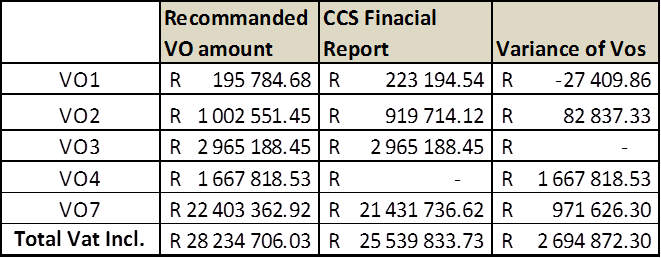 Recommanded CCS Finacial
VO amount Report Variance of Vos
VO1 R 195 784.68 R 223 194.54 R -27 409.86
VO2 R 1 002 551.45 R 919 714.12 R 82 837.33
VO3 R 2 965 188.45 R 2 965 188.45 R -
VO4 R 1 667 818.53 R - R 1 667 818.53
VO7 R 22 403 362.92 R 21 431 736.62 R 971 626.30
Total Vat Incl. R 28 234 706.03 R 25 539 833.73 R 2 694 872.30